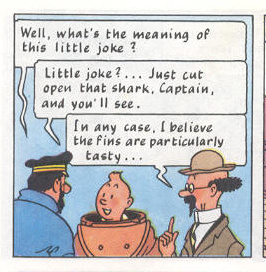 Well, what's the meaning of
this little joke ?
Little joke ? ... Just cut
open that shark, Captain,
and you'll see.
In any case, I believe
the fins are particularly
tasty ...